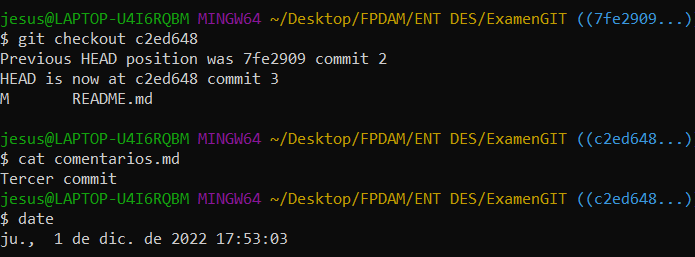 jesus@LAPTOP-U4I6RQBM MINGW64 ~/Desktop/FPDAM/ENT DES/ExamenGIT ((7fe2909...)
$ git checkout c2ed648
Previous HEAD position was 7fe2909 commit 2
HEAD is now at c2ed648 commit 3
M       README.md
jesus@LAPTOP-U4I6RQBM MINGW64 ~/Desktop/FPDAM/ENT DES/ExamenGIT ((c2ed648...)
$ cat comentarios.md
Tercer commit
jesus@LAPTOP-U4I6RQBM MINGW64 ~/Desktop/FPDAM/ENT DES/ExamenGIT ((c2ed648...)
$ date
ju.,  1 de dic. de 2022 17:53:03